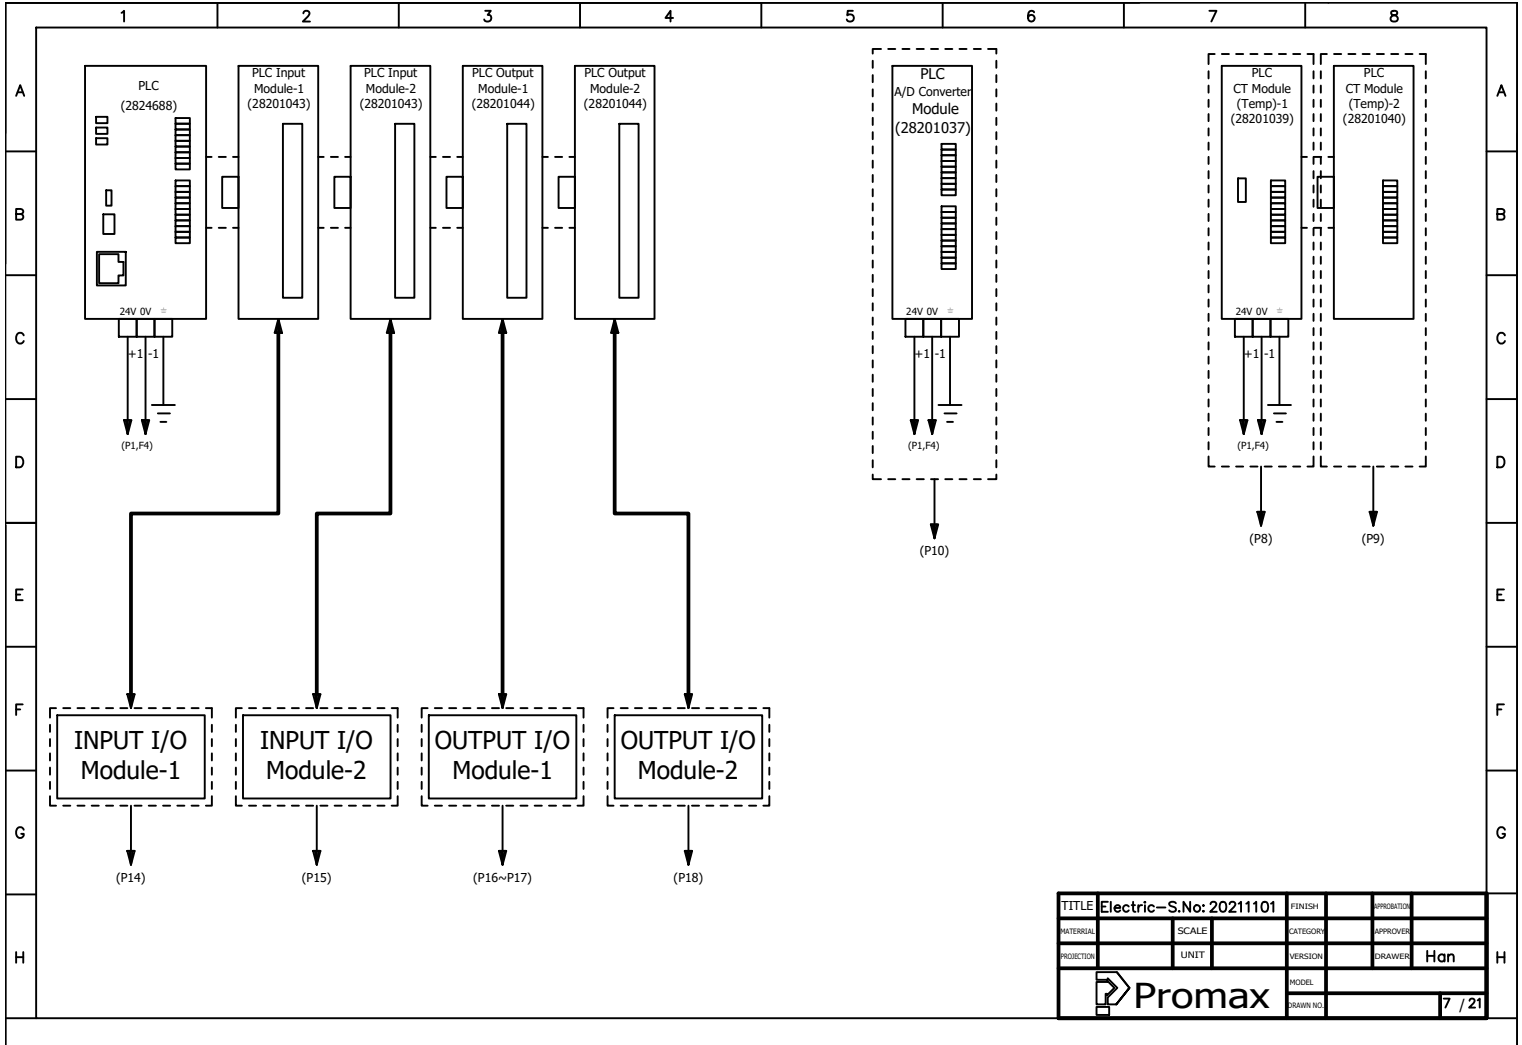 1 2 3 4 5 6 7 8
A A
B B
C C
D D
E E
F F
G G
H H
PLC
(2824688)
24V 0V
+1 -1
(P1,F4)
PLC Input
Module-1
(28201043)
PLC Input
Module-2
(28201043)
PLC Output
Module-1
(28201044)
PLC Output
Module-2
(28201044)
PLC
A/D Converter
Module
(28201037)
24V 0V
+1 -1
(P1,F4)
(P10)
PLC
CT Module
(Temp)-1
(28201039)
24V 0V
+1 -1
(P1,F4)
(P8)
PLC
CT Module
(Temp)-2
(28201040)
(P9)
INPUT I/O
Module-1
(P14)
INPUT I/O
Module-2
(P15)
OUTPUT I/O
Module-1
(P16~P17)
OUTPUT I/O
Module-2
(P18)
TITLE Electric-S.No: 20211101 FINISH APPROBATION
MATERRIAL SCALE CATEGORY APPROVER
PROJECTION UNIT VERSION DRAWER Han
Promax
MODEL
DRAWN NO. 7 / 21